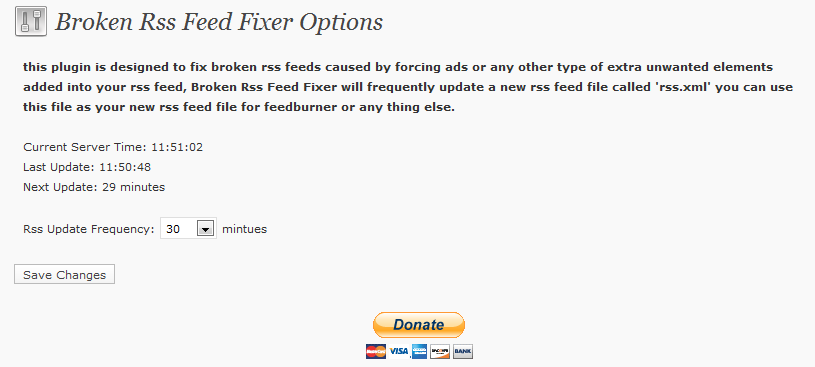 Broken Rss Feed Fixer Options
this plugin is designed to fix broken rss feeds caused by forcing ads or any other type of extra unwanted elements
added into your rss feed, Broken Rss Feed Fixer will frequently update a new rss feed file called 'rss.xml' you can use
this file as your new rss feed file for feedburner or any thing else.
Current Server Time: 11:51:02
Last Update: 11:50:48
Next Update: 29 minutes
Rss Update Frequency: 30 mintues
Save Changes
Donate
VISA BANK